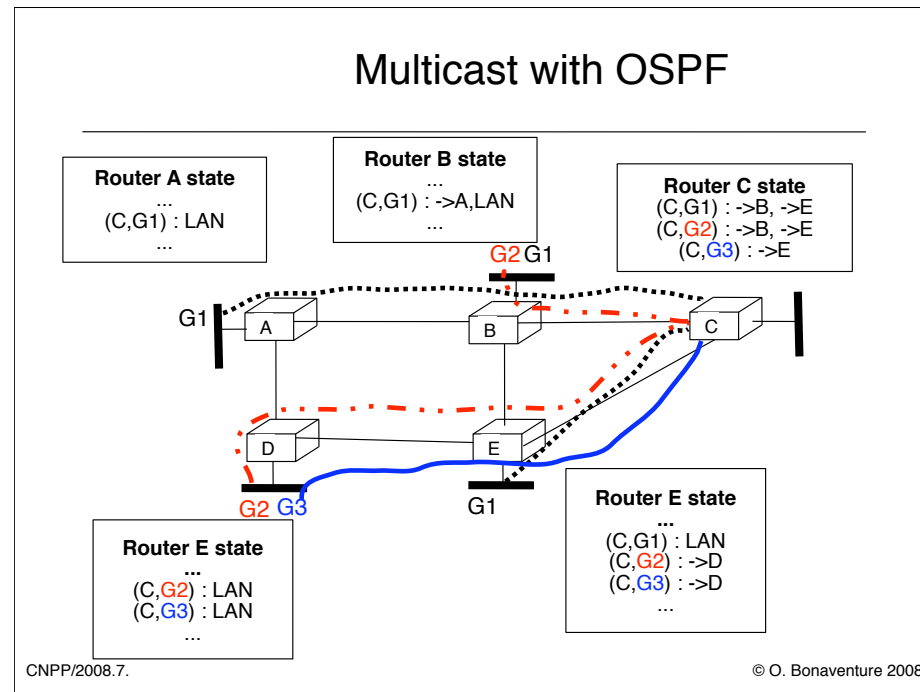 Multicast with OSPF
Router A state
...
(C,G1) : LAN
...
Router B state
...
(C,G1) : ->A,LAN
...
Router C state
(C,G1) : ->B, ->E
(C,G2) : ->B, ->E
(C,G3) : ->E
G2 G1
G1
A
B
C
D
E
G2 G3
G1
Router E state
...
(C,G2) : LAN
(C,G3) : LAN
...
Router E state
...
(C,G1) : LAN
(C,G2) : ->D
(C,G3) : ->D
...
CNPP/2008.7.
© O. Bonaventure 2008